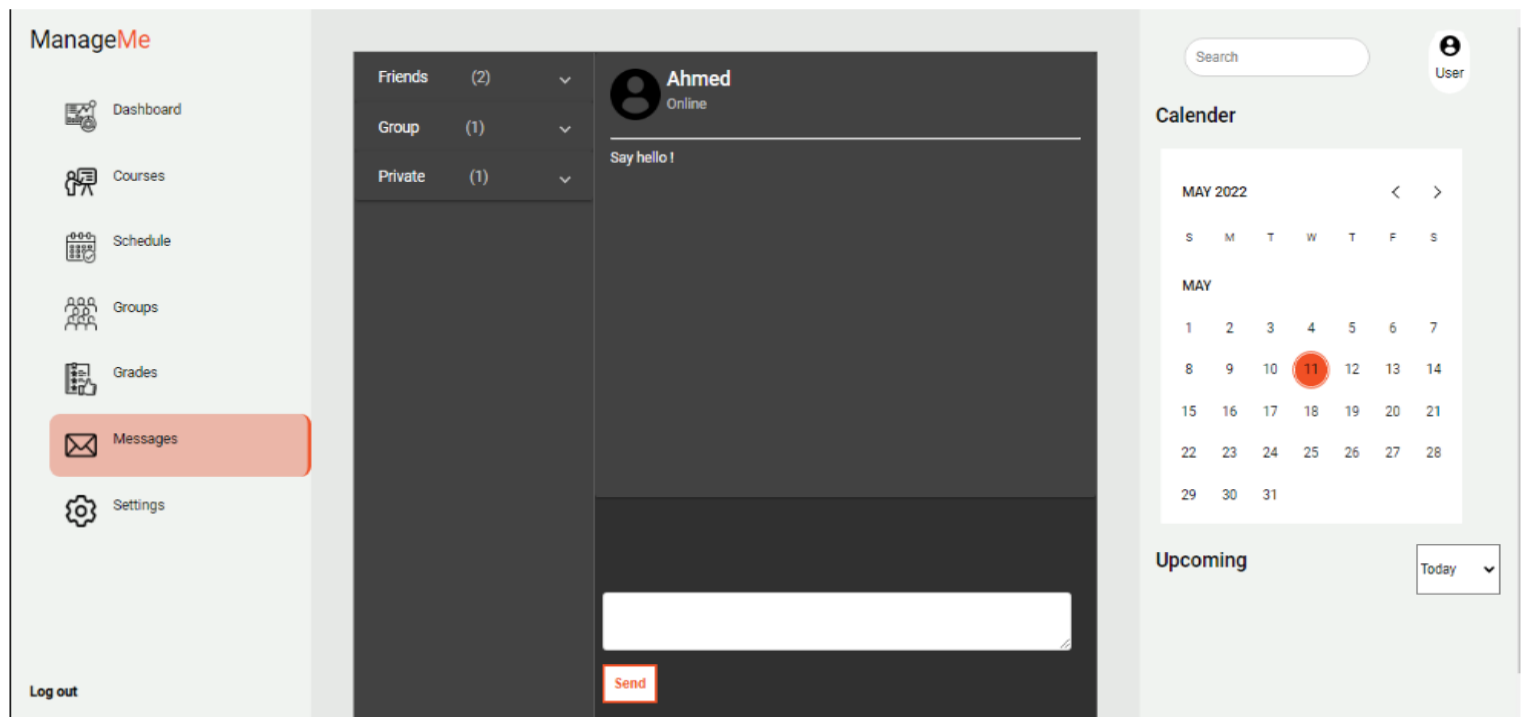 ManageMe
Dashboard
Courses
Schedule
Groups
Grades
Messages
Settings
Log out
Friends (2)
Group (1)
Private (1)
Ahmed
Online
Say hello !
Send
Search
User
Calender
MAY 2022
S M T W T F S
MAY
1 2 3 4 5 6 7
8 9 10 11 12 13 14
15 16 17 18 19 20 21
22 23 24 25 26 27 28
29 30 31
Upcoming
Today